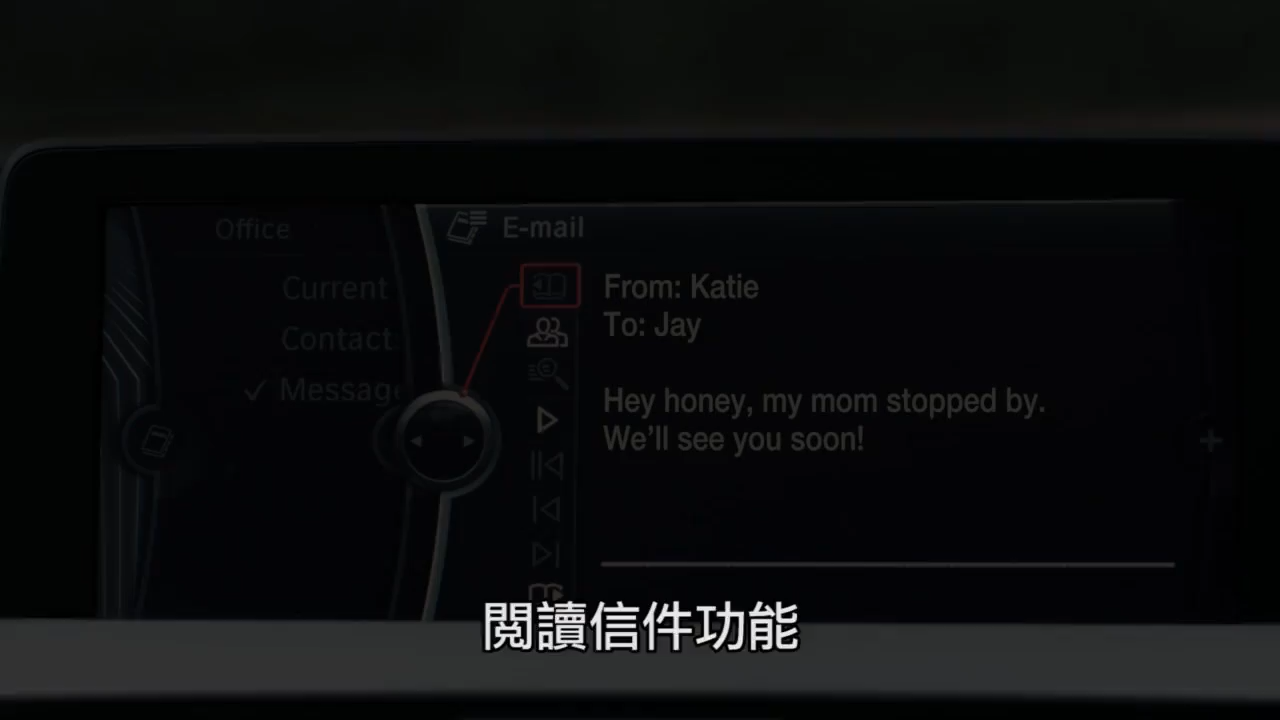 Office
E-mail
Current
Contact
Message
From: Katie
To: Jay
Hey honey, my mom stopped by.
We'll see you soon!
閱讀信件功能